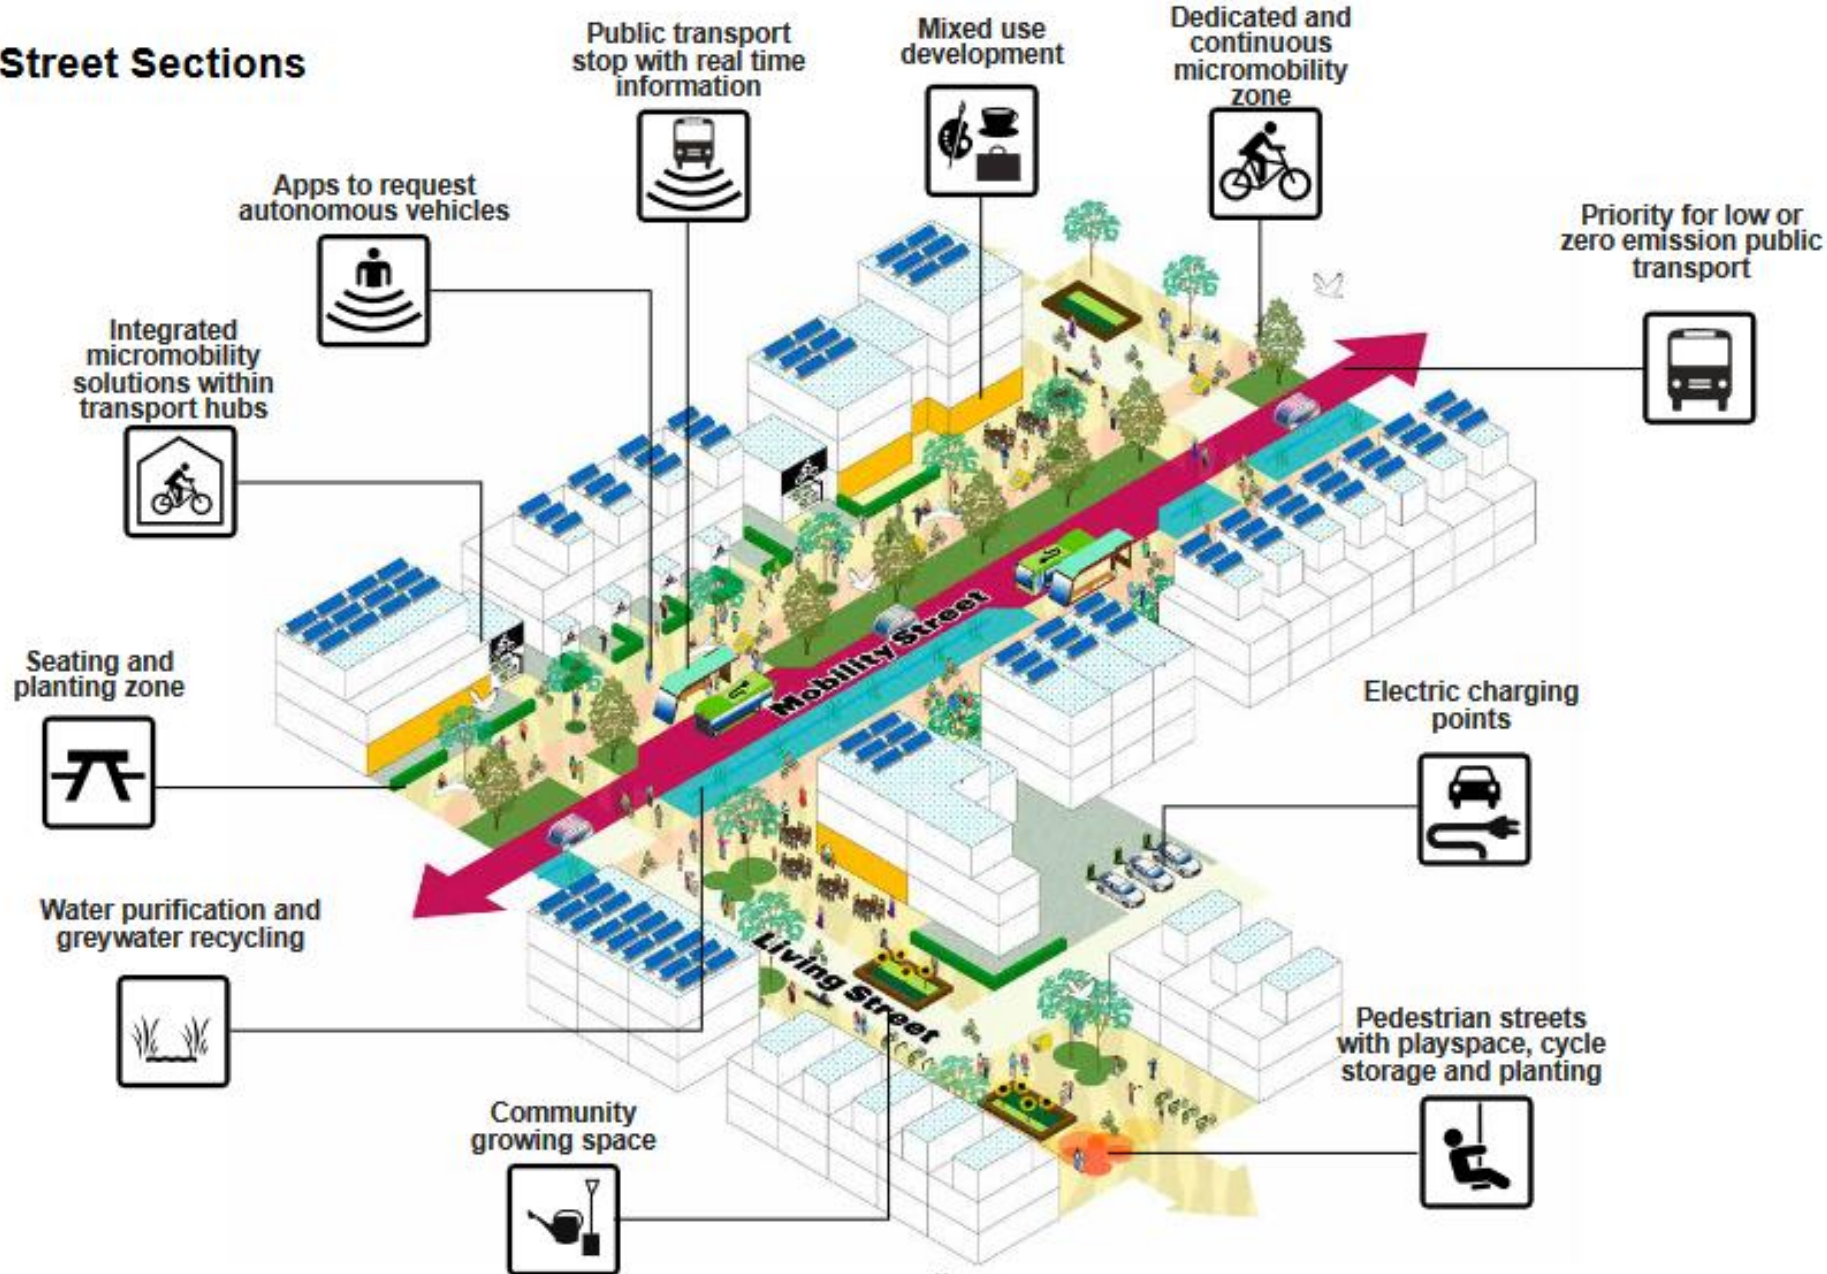 Street Sections
Public transport
stop with real time
information
Mixed use
development
Dedicated and
continuous
micromobility
zone
Apps to request
autonomous vehicles
Priority for low or
zero emission public
transport
Integrated
micromobility
solutions within
transport hubs
Mobility Street
Seating and
planting zone
Electric charging
points
Water purification and
greywater recycling
Living Street
Pedestrian streets
with playspace, cycle
storage and planting
Community
growing space